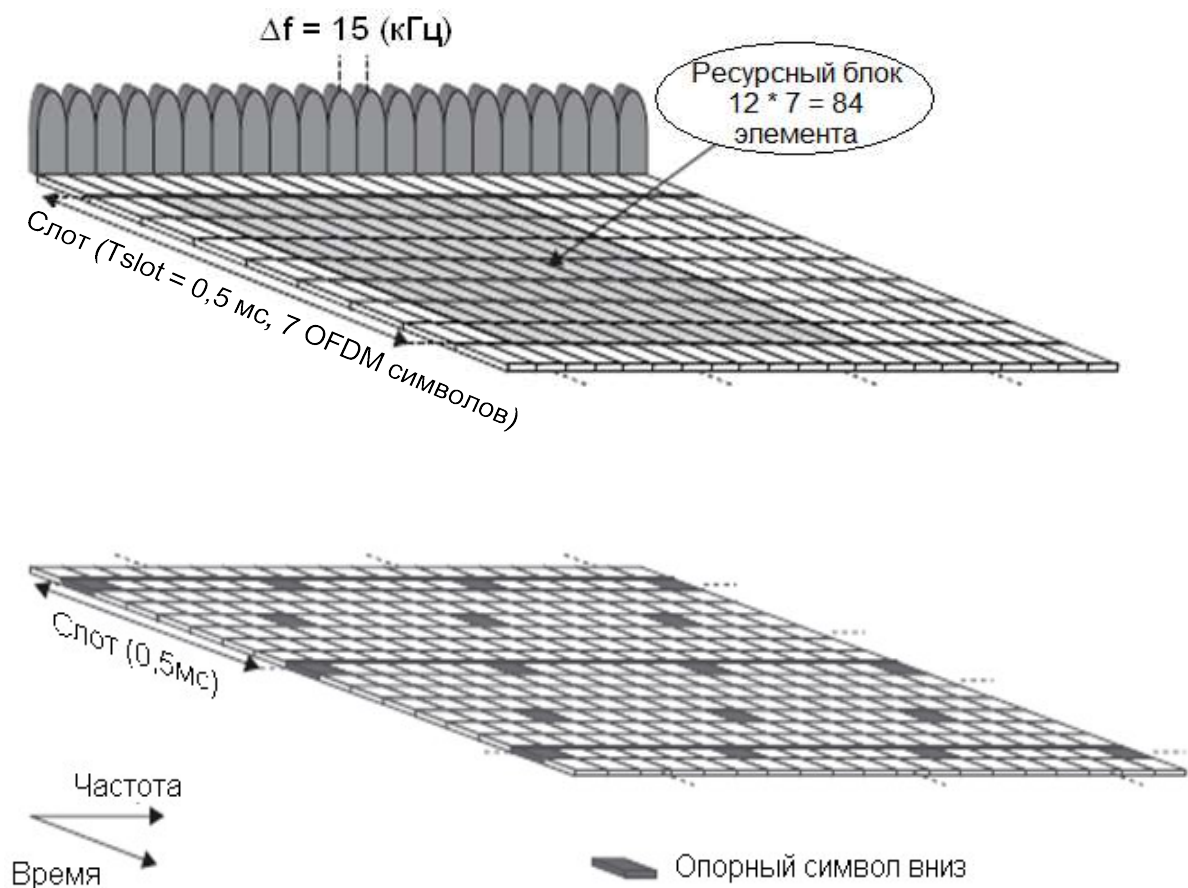 Δf = 15 (кГц)
Ресурсный блок
12 * 7 = 84
элемента
Слот (Tslot = 0,5 мс, 7 OFDM символов)
Слот (0,5мс)
Частота
Время
Опорный символ вниз